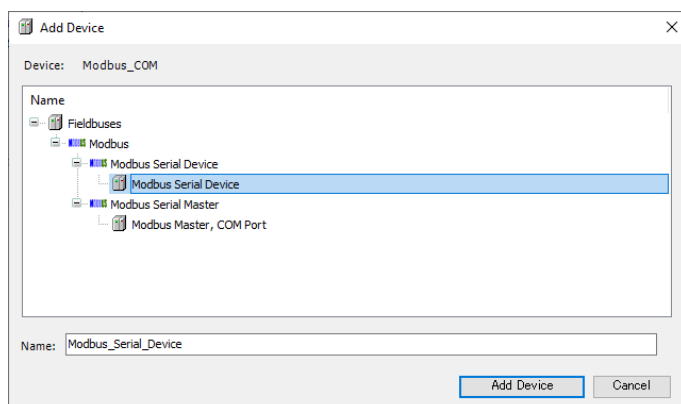 Add Device
Device: Modbus_COM
Name
Fieldbuses
Modbus
Modbus Serial Device
Modbus Serial Device
Modbus Serial Master
Modbus Master, COM Port
Name: Modbus_Serial_Device
Add Device Cancel